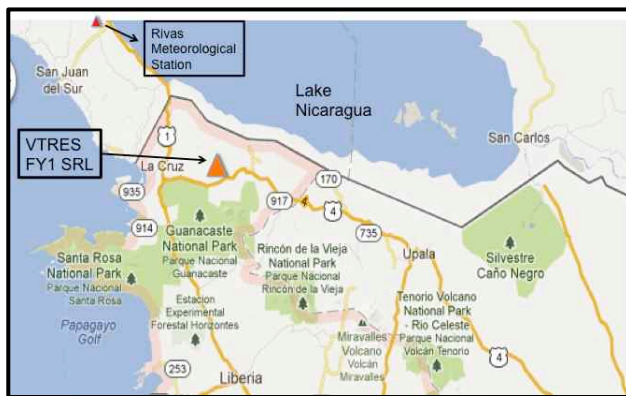 Rivas
Meteorological
Station
San Juan
del Sur
Lake
Nicaragua
San Carlos
VTRES
FY1 SRL
1
La Cruz
170
935
917
4
4
914
735
Guanacaste
National Park
Parque Nacional
Guanacaste
Rincón de la Vieja
National Park
Parque Nacional
Rincón de la Vieja
Upala
Silvestre
Caño Negro
Santa Rosa
National Park
Parque Nacional
Santa Rosa
Estacion
Experimental
Forestal Horizontes
Tenorio Volcano
National Park
- Rio Celeste
Parque Nacional
Volcán Tenorio
Papagayo
Golf
Miravalles
Volcano
Volcán
Miravalles
4
253
Liberia